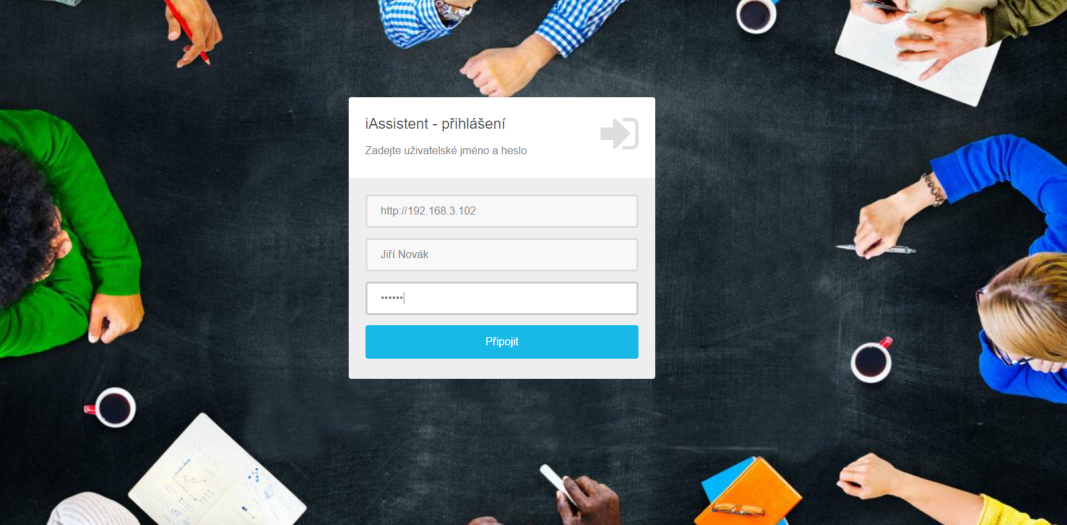 iAssistent - přihlášení
Zadejte uživatelské jméno a heslo
http://192.168.3.102
Jiří Novák
••••••
Připojit